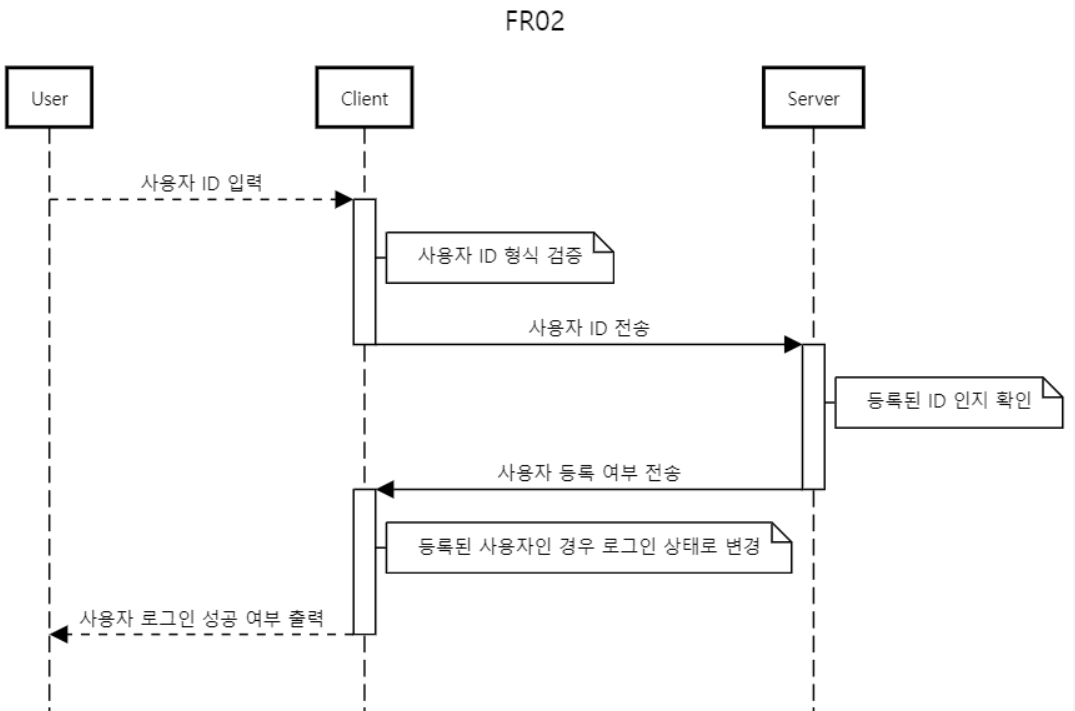 FR02
User
Client
Server
사용자 ID 입력
사용자 ID 형식 검증
사용자 ID 전송
등록된 ID 인지 확인
사용자 등록 여부 전송
등록된 사용자인 경우 로그인 상태로 변경
사용자 로그인 성공 여부 출력